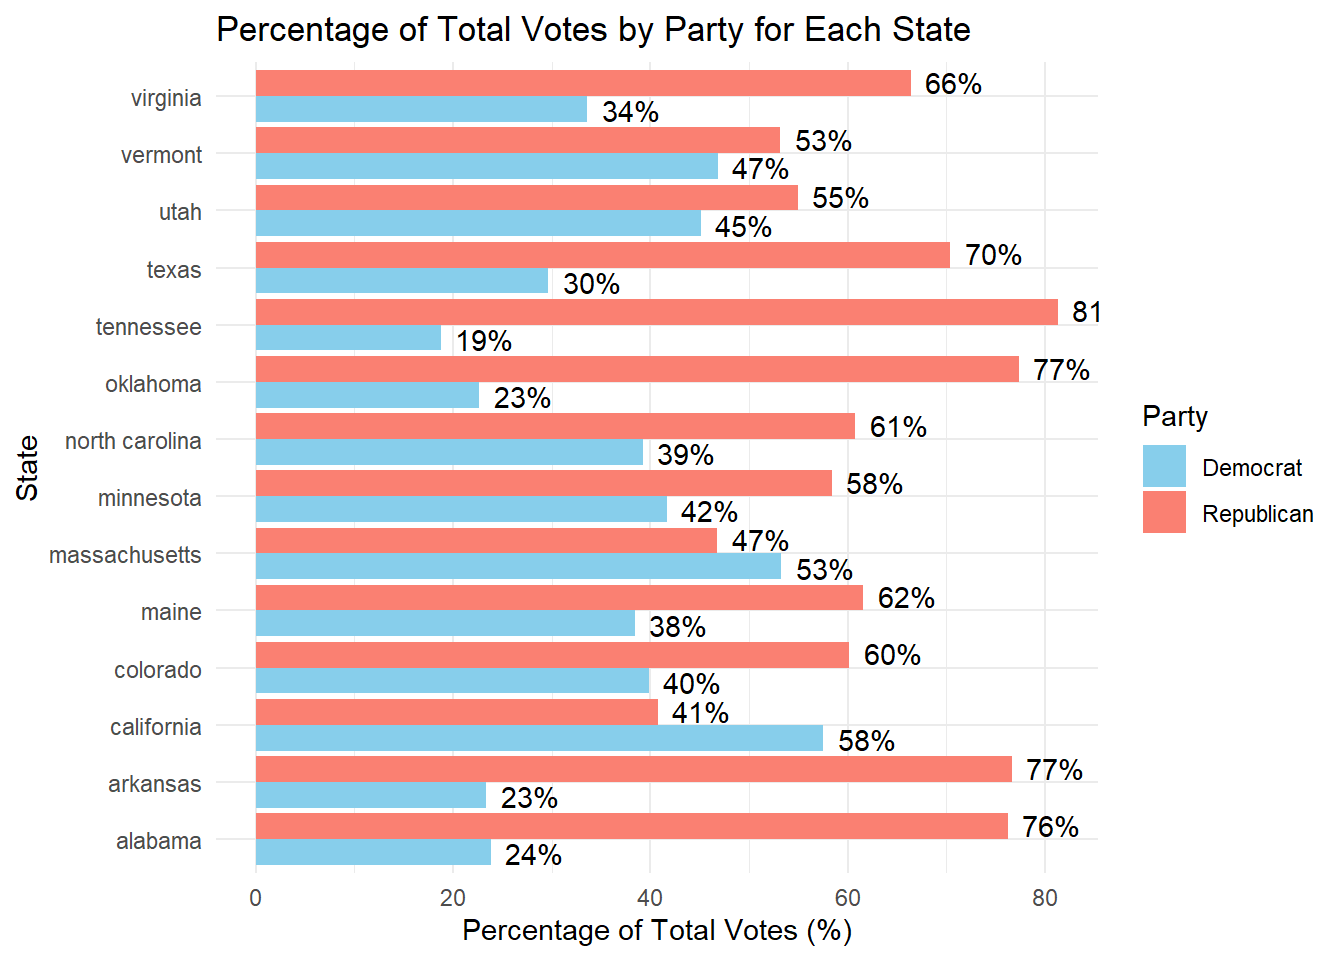 Percentage of Total Votes by Party for Each State
virginia
66%
34%
vermont
53%
47%
utah
55%
45%
texas
70%
30%
tennessee
81
19%
oklahoma
77%
23%
north carolina
61%
39%
minnesota
58%
42%
massachusetts
47%
53%
maine
62%
38%
colorado
60%
40%
california
41%
58%
arkansas
77%
23%
alabama
76%
24%
State
0 20 40 60 80
Percentage of Total Votes (%)
Party
Democrat
Republican